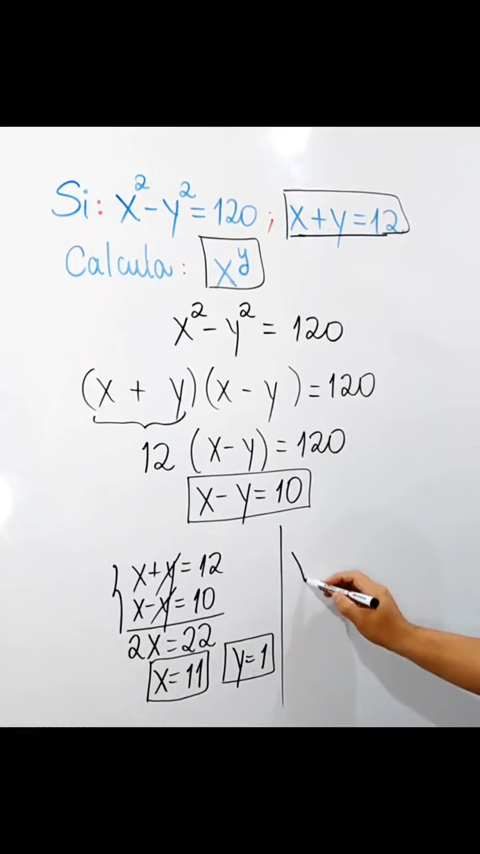 Si: x² - y² = 120 ; x + y = 12
Calcula: x^y
x² - y² = 120
(x + y)(x - y) = 120
12 (x - y) = 120
x - y = 10
x + y = 12
x - y = 10
2x = 22
x = 11 y = 1